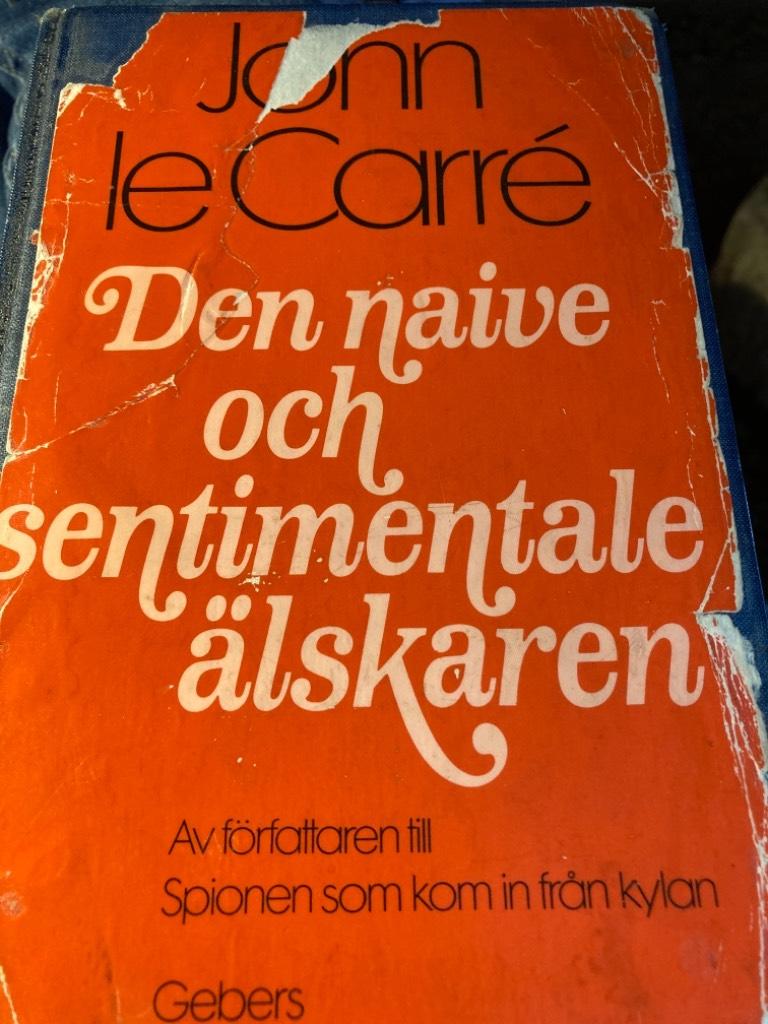 John
le Carré
Den naive
och
sentimentale
älskaren
Av författaren till
Spionen som kom in från kylan
Gebers